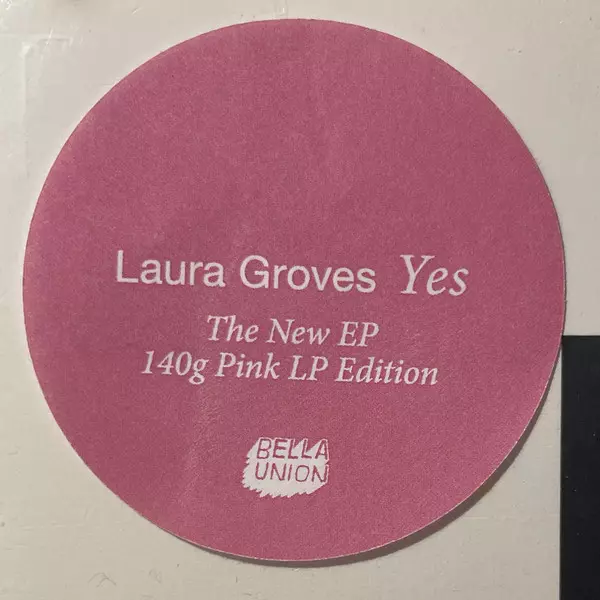 Laura Groves Yes
The New EP
140g Pink LP Edition
BELLA
UNION